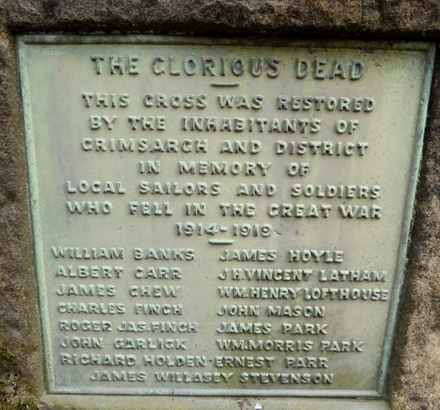 THE GLORIOUS DEAD
THIS CROSS WAS RESTORED
BY THE INHABITANTS OF
GRIMSARGH AND DISTRICT
IN MEMORY OF
LOCAL SAILORS AND SOLDIERS
WHO FELL IN THE GREAT WAR
1914-1919
WILLIAM BANKS JAMES HOYLE
ALBERT CARR J.H.VINCENT LATHAM
JAMES CHEW WM.HENRY LOFTHOUSE
CHARLES FINCH JOHN MASON
ROGER JAS.FINCH JAMES PARK
JOHN GARLICK WM.MORRIS PARK
RICHARD HOLDEN ERNEST PARR
JAMES WILLASEY STEVENSON